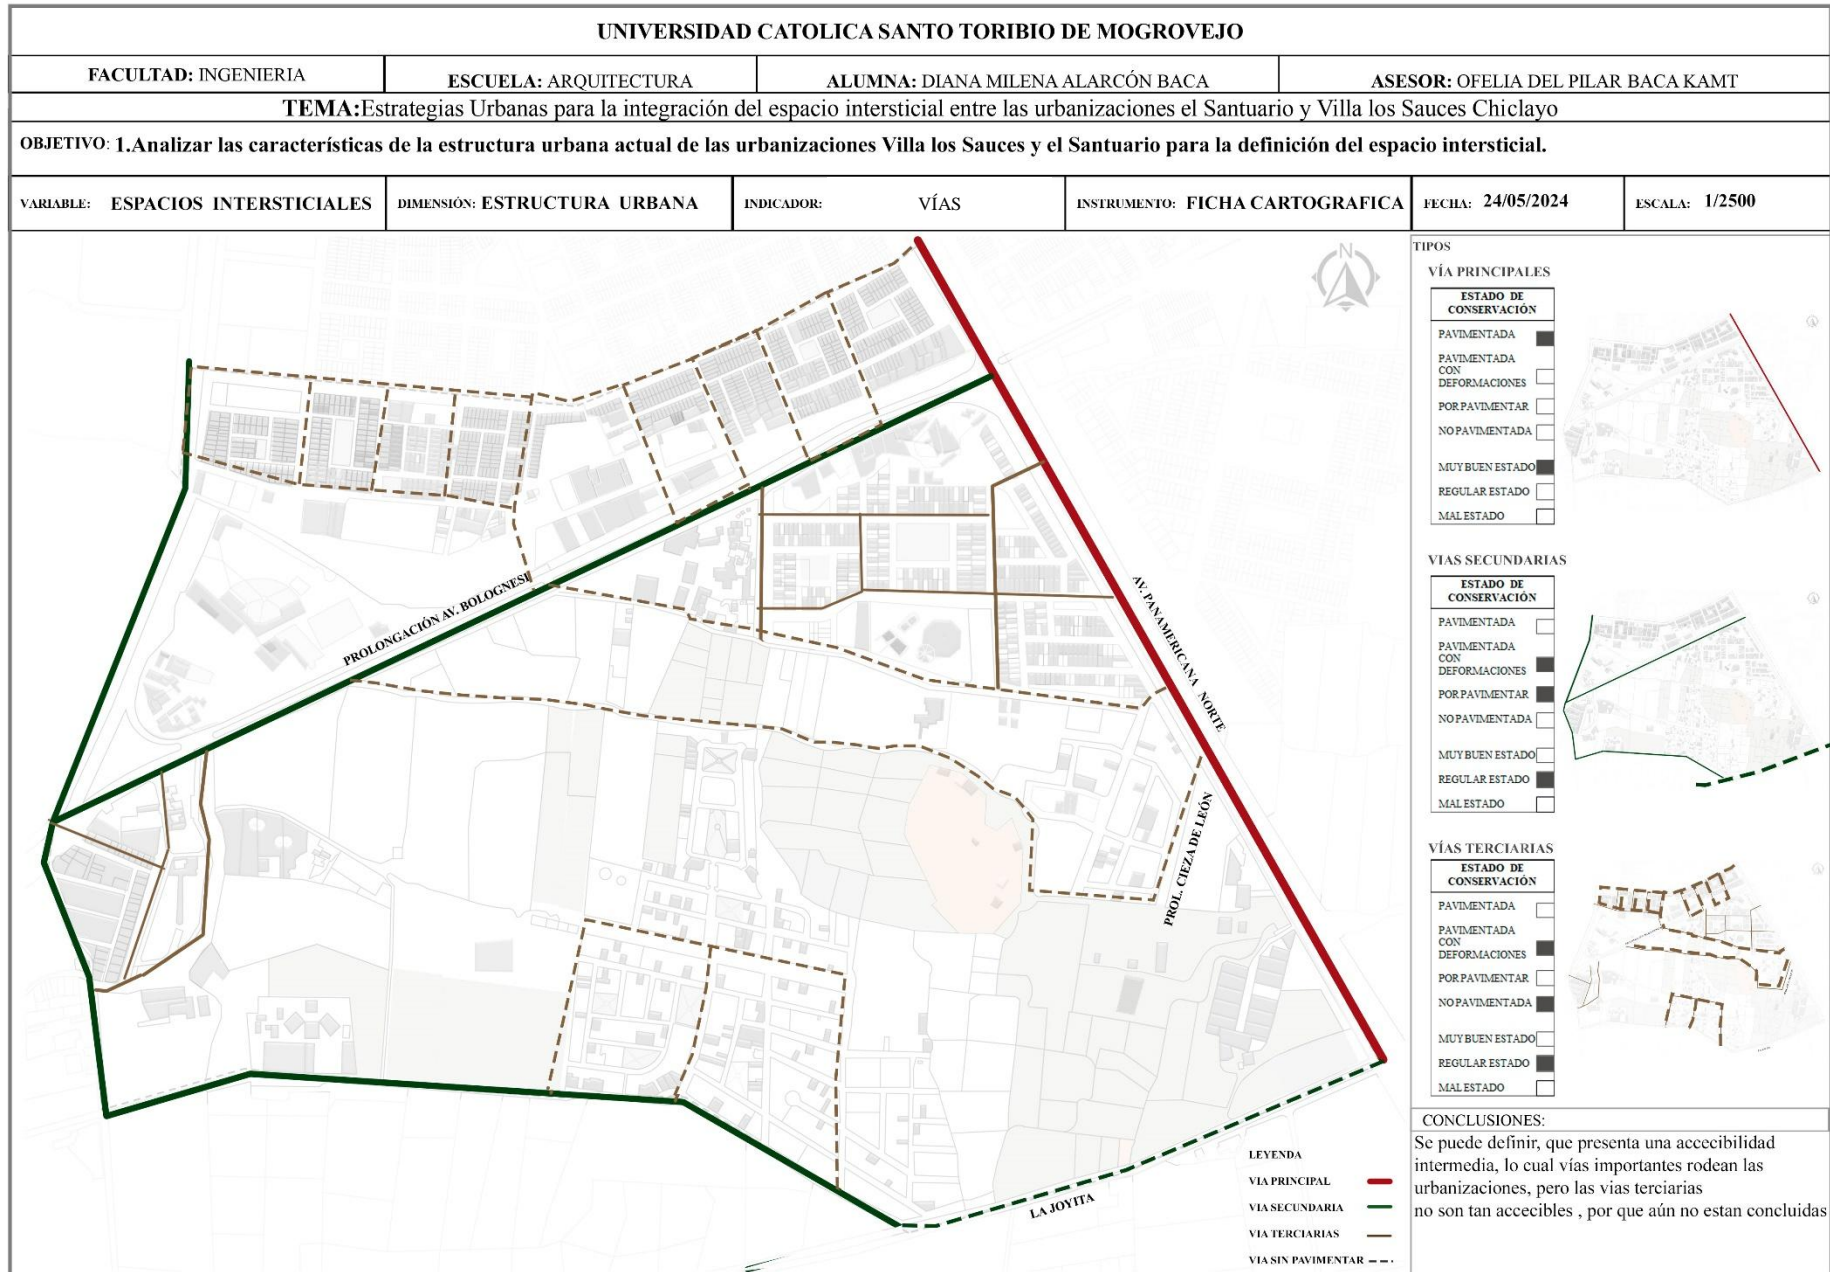 UNIVERSIDAD CATOLICA SANTO TORIBIO DE MOGROVEJO
FACULTAD: INGENIERIA
ESCUELA: ARQUITECTURA
ALUMNA: DIANA MILENA ALARCÓN BACA
ASESOR: OFELIA DEL PILAR BACA KAMT
TEMA:Estrategias Urbanas para la integración del espacio intersticial entre las urbanizaciones el Santuario y Villa los Sauces Chiclayo
OBJETIVO: 1.Analizar las características de la estructura urbana actual de las urbanizaciones Villa los Sauces y el Santuario para la definición del espacio intersticial.
VARIABLE: ESPACIOS INTERSTICIALES
DIMENSIÓN: ESTRUCTURA URBANA
INDICADOR: VÍAS
INSTRUMENTO: FICHA CARTOGRAFICA
FECHA: 24/05/2024
ESCALA: 1/2500
N
PROLONGACIÓN AV. BOLOGNESI
AV. PANAMERICANA NORTE
PROL. CIEZA DE LEÓN
LA JOYITA
LEYENDA
VIA PRINCIPAL
VIA SECUNDARIA
VIA TERCIARIAS
VIA SIN PAVIMENTAR
TIPOS
VÍA PRINCIPALES
ESTADO DE
CONSERVACIÓN
PAVIMENTADA
PAVIMENTADA
CON
DEFORMACIONES
POR PAVIMENTAR
NO PAVIMENTADA
MUY BUEN ESTADO
REGULAR ESTADO
MAL ESTADO
VIAS SECUNDARIAS
ESTADO DE
CONSERVACIÓN
PAVIMENTADA
PAVIMENTADA
CON
DEFORMACIONES
POR PAVIMENTAR
NO PAVIMENTADA
MUY BUEN ESTADO
REGULAR ESTADO
MAL ESTADO
VÍAS TERCIARIAS
ESTADO DE
CONSERVACIÓN
PAVIMENTADA
PAVIMENTADA
CON
DEFORMACIONES
POR PAVIMENTAR
NO PAVIMENTADA
MUY BUEN ESTADO
REGULAR ESTADO
MAL ESTADO
CONCLUSIONES:
Se puede definir, que presenta una accecibilidad
intermedia, lo cual vías importantes rodean las
urbanizaciones, pero las vias terciarias
no son tan accecibles , por que aún no estan concluidas